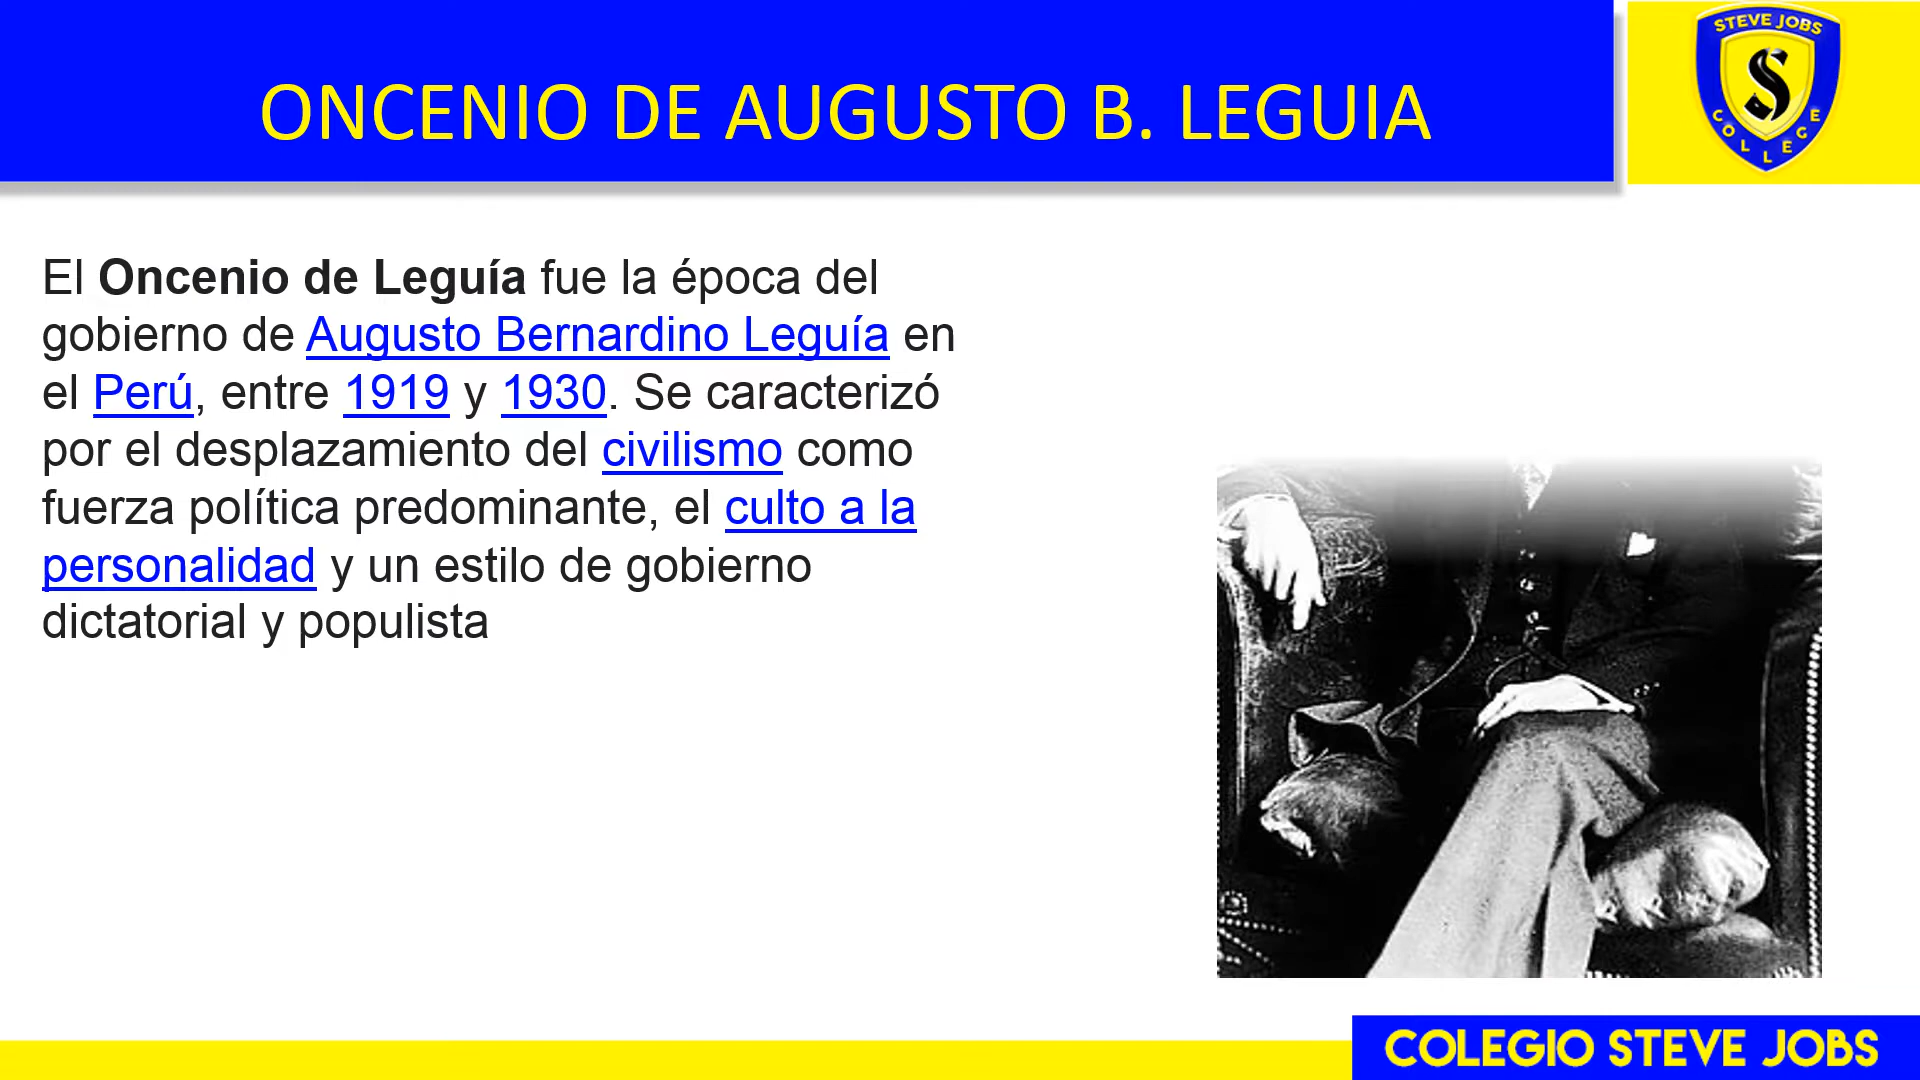 ONCENIO DE AUGUSTO B. LEGUIA
STEVE JOBS
S
COLLEGE
El Oncenio de Leguía fue la época del
gobierno de Augusto Bernardino Leguía en
el Perú, entre 1919 y 1930. Se caracterizó
por el desplazamiento del civilismo como
fuerza política predominante, el culto a la
personalidad y un estilo de gobierno
dictatorial y populista
COLEGIO STEVE JOBS